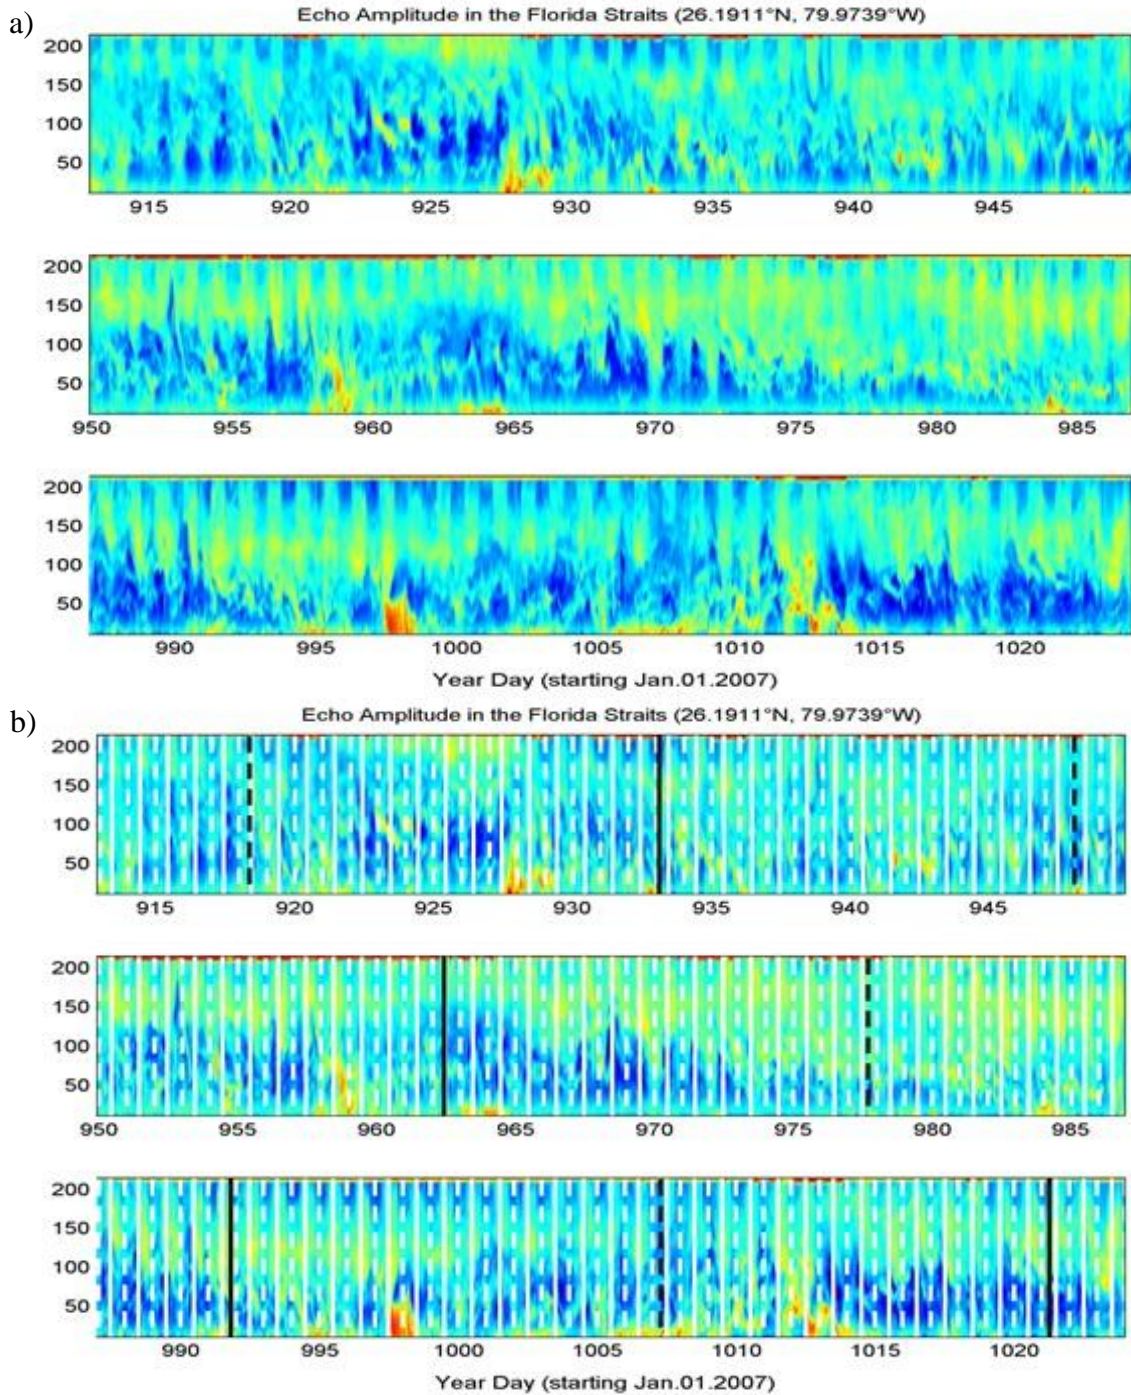 a)
Echo Amplitude in the Florida Straits (26.1911°N, 79.9739°W)
200
150
100
50
915 920 925 930 935 940 945
200
150
100
50
950 955 960 965 970 975 980 985
200
150
100
50
990 995 1000 1005 1010 1015 1020
Year Day (starting Jan.01.2007)
b)
Echo Amplitude in the Florida Straits (26.1911°N, 79.9739°W)
200
150
100
50
915 920 925 930 935 940 945
200
150
100
50
950 955 960 965 970 975 980 985
200
150
100
50
990 995 1000 1005 1010 1015 1020
Year Day (starting Jan.01.2007)